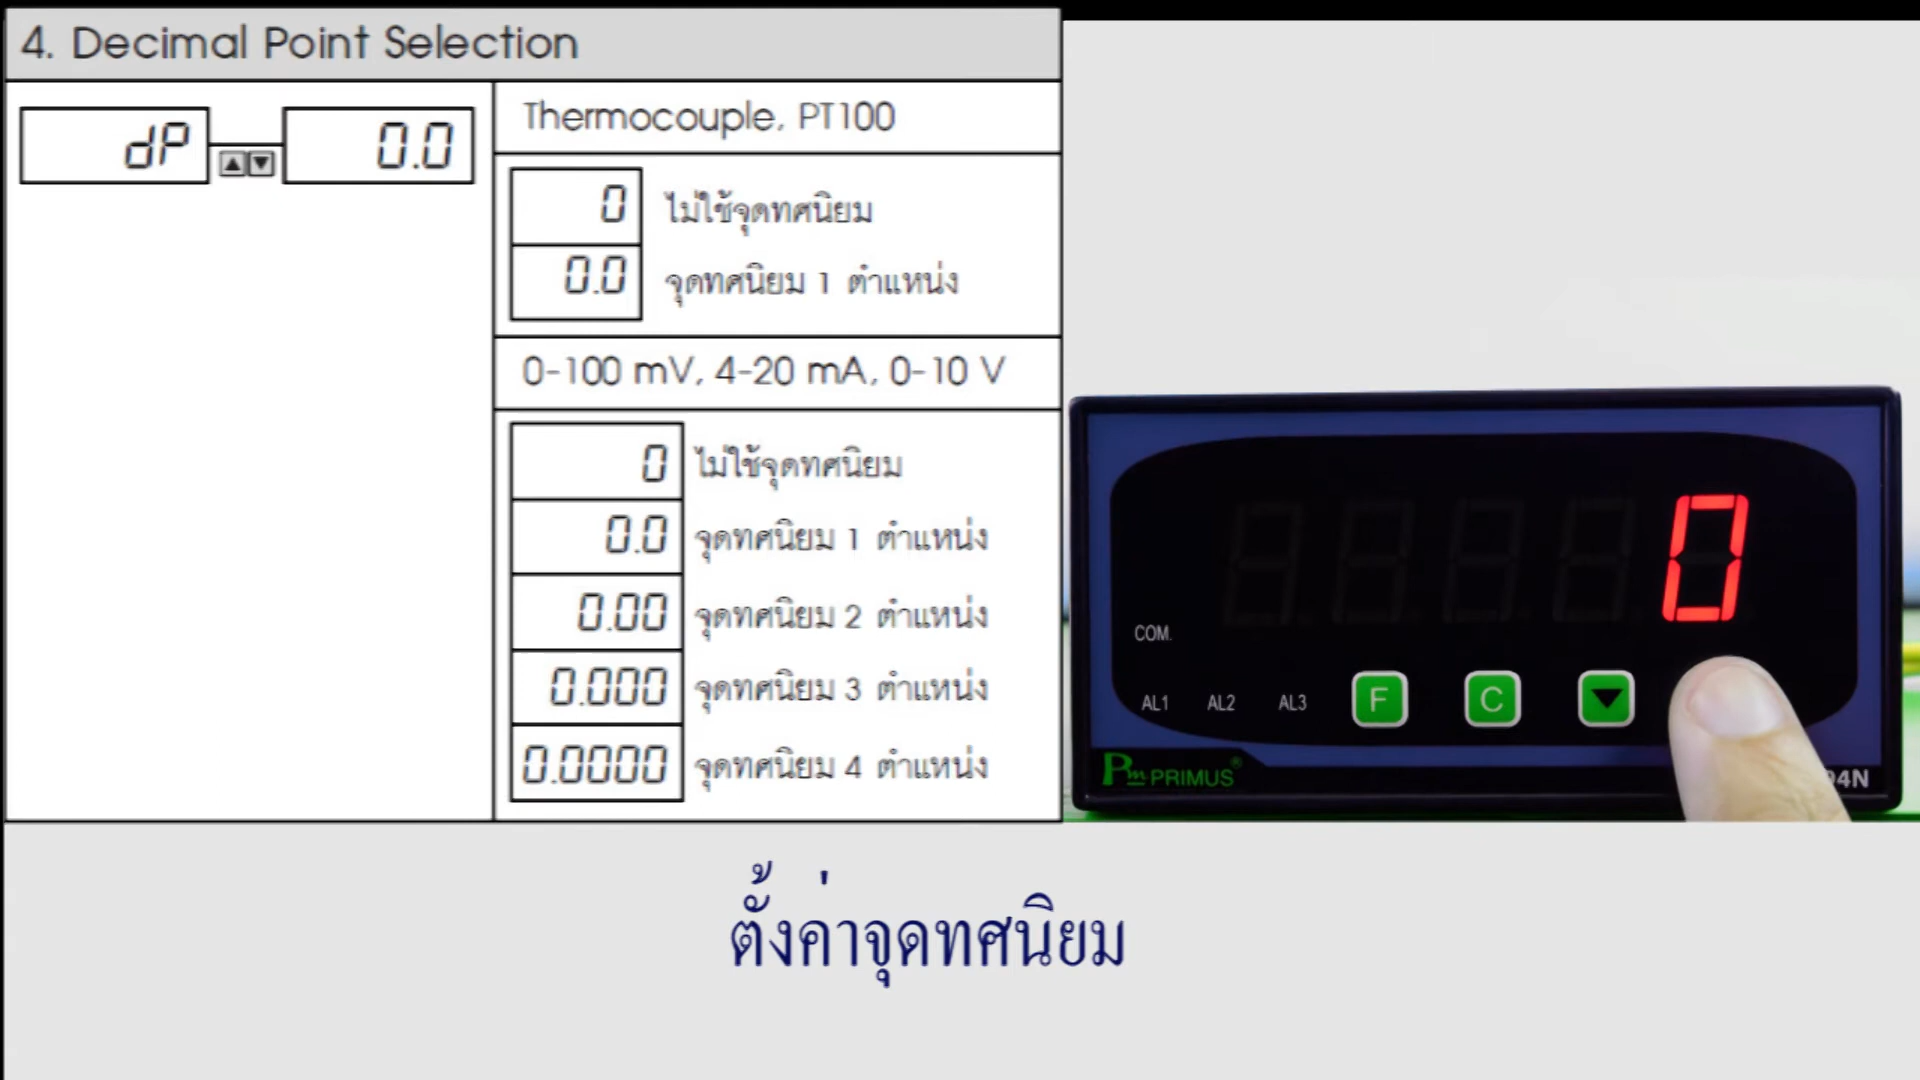 4. Decimal Point Selection
dP 0.0
Thermocouple, PT100
0 ไม่ใช้จุดทศนิยม
0.0 จุดทศนิยม 1 ตำแหน่ง
0-100 mV, 4-20 mA, 0-10 V
0 ไม่ใช้จุดทศนิยม
0.0 จุดทศนิยม 1 ตำแหน่ง
0.00 จุดทศนิยม 2 ตำแหน่ง
0.000 จุดทศนิยม 3 ตำแหน่ง
0.0000 จุดทศนิยม 4 ตำแหน่ง
0
COM.
AL1 AL2 AL3 F C
Pm PRIMUS® 94N
ตั้งค่าจุดทศนิยม